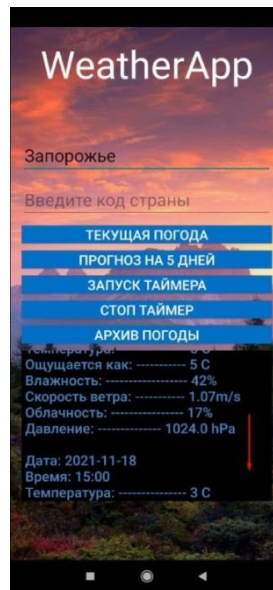 WeatherApp
Запорожье
Введите код страны
ТЕКУЩАЯ ПОГОДА
ПРОГНОЗ НА 5 ДНЕЙ
ЗАПУСК ТАЙМЕРА
СТОП ТАЙМЕР
АРХИВ ПОГОДЫ
Температура: --------------- 3 C
Ощущается как: ----------- 5 C
Влажность: ------------------ 42%
Скорость ветра: ----------- 1.07m/s
Облачность: ---------------- 17%
Давление: -------------- 1024.0 hPa
Дата: 2021-11-18
Время: 15:00
Температура: --------------- 3 C